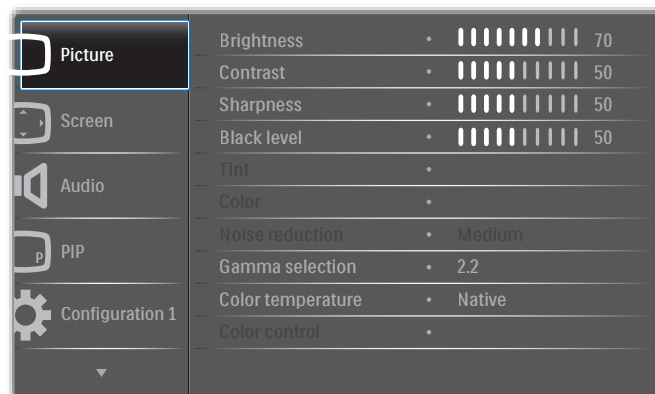 Picture
Screen
Audio
P
PIP
Configuration 1
Brightness • 70
Contrast • 50
Sharpness • 50
Black level • 50
Tint •
Color •
Noise reduction • Medium
Gamma selection • 2.2
Color temperature • Native
Color control •